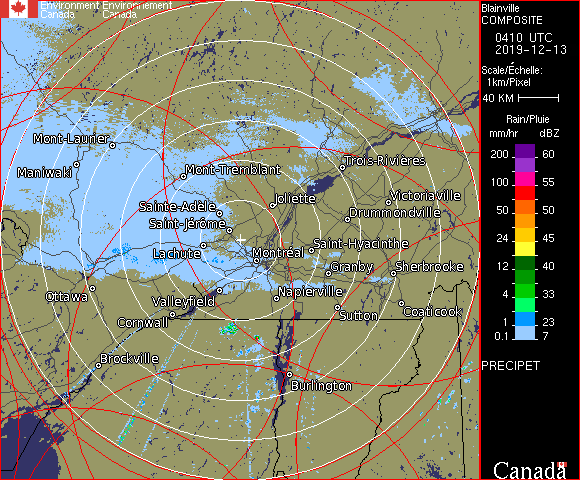 Environment Environnement
Canada Canada
Blainville
COMPOSITE
0410 UTC
2019-12-13
Scale/Échelle:
1km/Pixel
40 KM
Rain/Pluie
mm/hr dBZ
200 60
100 55
50 50
24 45
12 40
4 33
1 23
0.1 7
PRECIPET
Canada
Mont-Laurier
Maniwaki
Mont-Tremblant
Trois-Rivières
Sainte-Adèle
Joliette
Victoriaville
Drummondville
Saint-Jérôme
Lachute
Montréal
Saint-Hyacinthe
Granby
Sherbrooke
Ottawa
Valleyfield
Napierville
Cornwall
Sutton
Coaticook
Brockville
Burlington